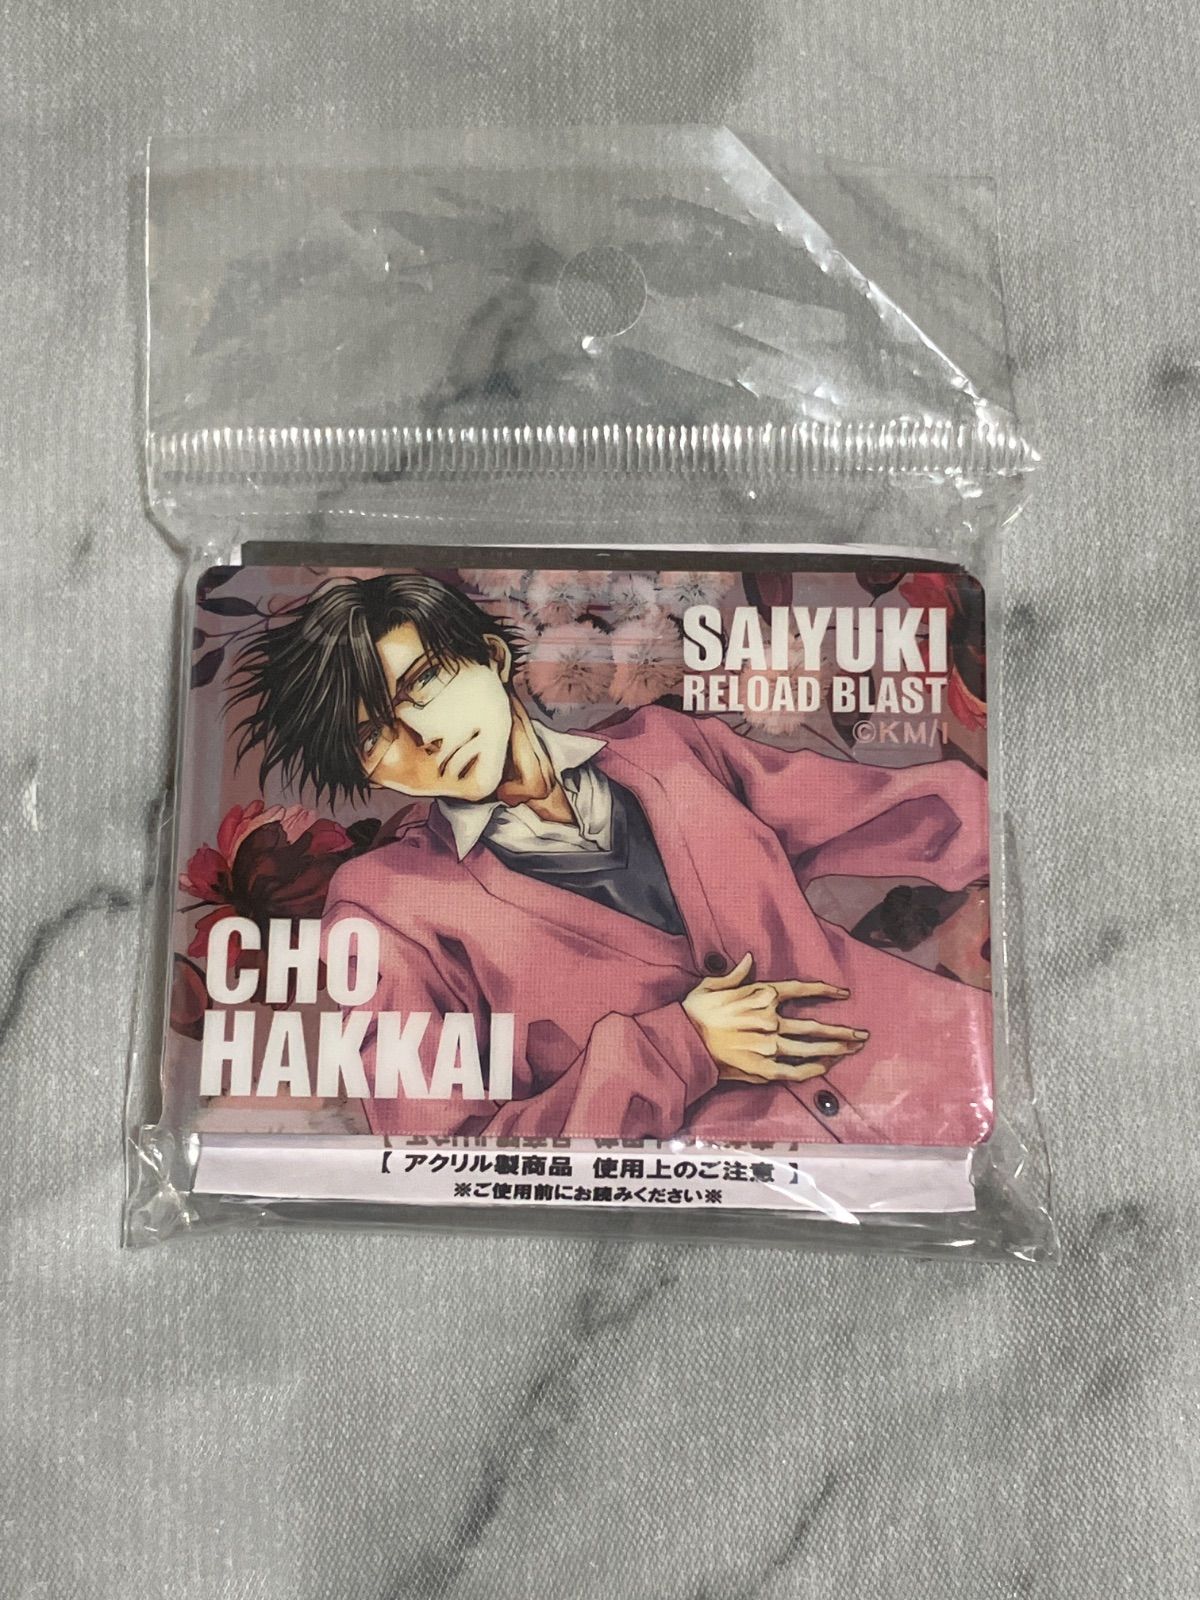 SAIYUKI
RELOAD BLAST
©KM/I
CHO
HAKKAI
【 アクリル製商品 使用上のご注意 】
※ご使用前にお読みください※